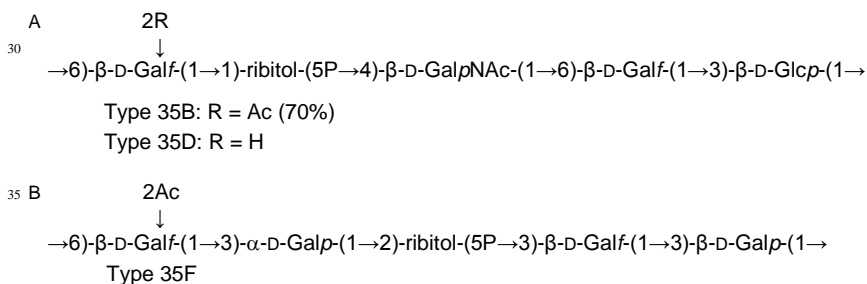 A 2R
30
↓
→6)-β-D-Galf-(1→1)-ribitol-(5P→4)-β-D-GalpNAc-(1→6)-β-D-Galf-(1→3)-β-D-Glcp-(1→
Type 35B: R = Ac (70%)
Type 35D: R = H
35 B 2Ac
↓
→6)-β-D-Galf-(1→3)-α-D-Galp-(1→2)-ribitol-(5P→3)-β-D-Galf-(1→3)-β-D-Galp-(1→
Type 35F